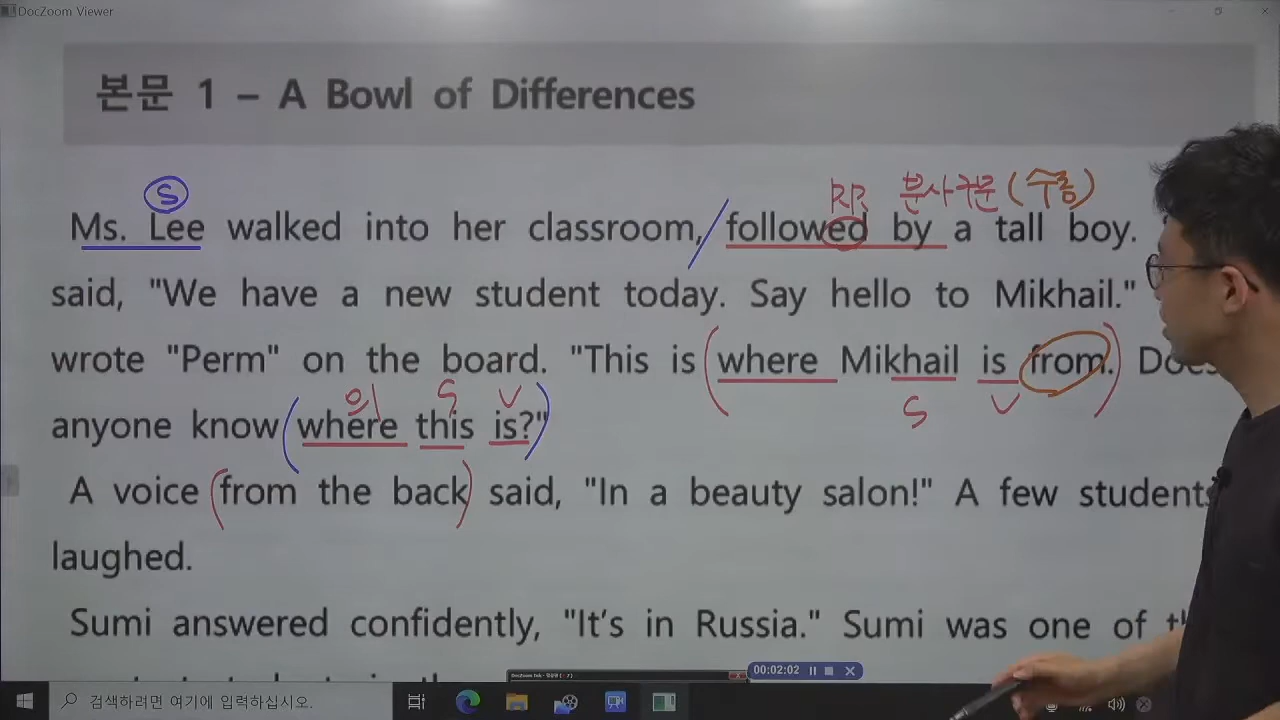 DocZoom Viewer
본문 1 – A Bowl of Differences
S
P.P. 분사구문 (수동)
Ms. Lee walked into her classroom, followed by a tall boy.
said, "We have a new student today. Say hello to Mikhail."
wrote "Perm" on the board. "This is (where Mikhail is from.) Does
S V
의 S V
anyone know (where this is?")
A voice (from the back) said, "In a beauty salon!" A few students
laughed.
Sumi answered confidently, "It's in Russia." Sumi was one of
00:02:02
검색하려면 여기에 입력하십시오.